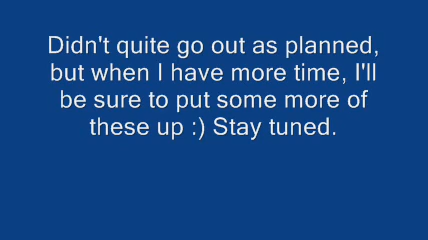 Didn't quite go out as planned,
but when I have more time, I'll
be sure to put some more of
these up :) Stay tuned.